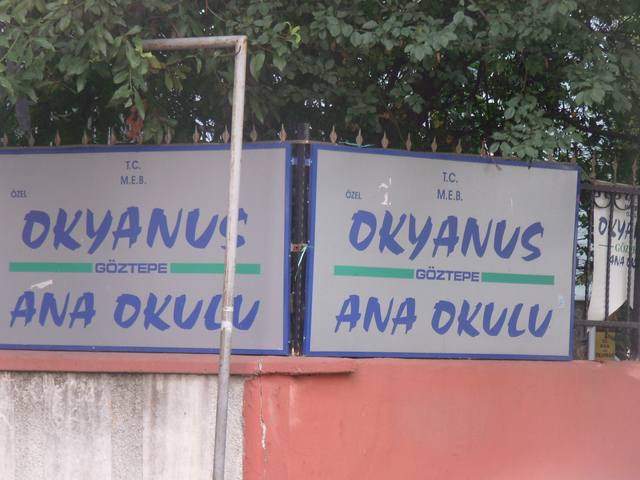 T.C.
M.E.B.
ÖZEL
OKYANUS
GÖZTEPE
ANA OKULU
T.C.
M.E.B.
ÖZEL
OKYANUS
GÖZTEPE
ANA OKULU